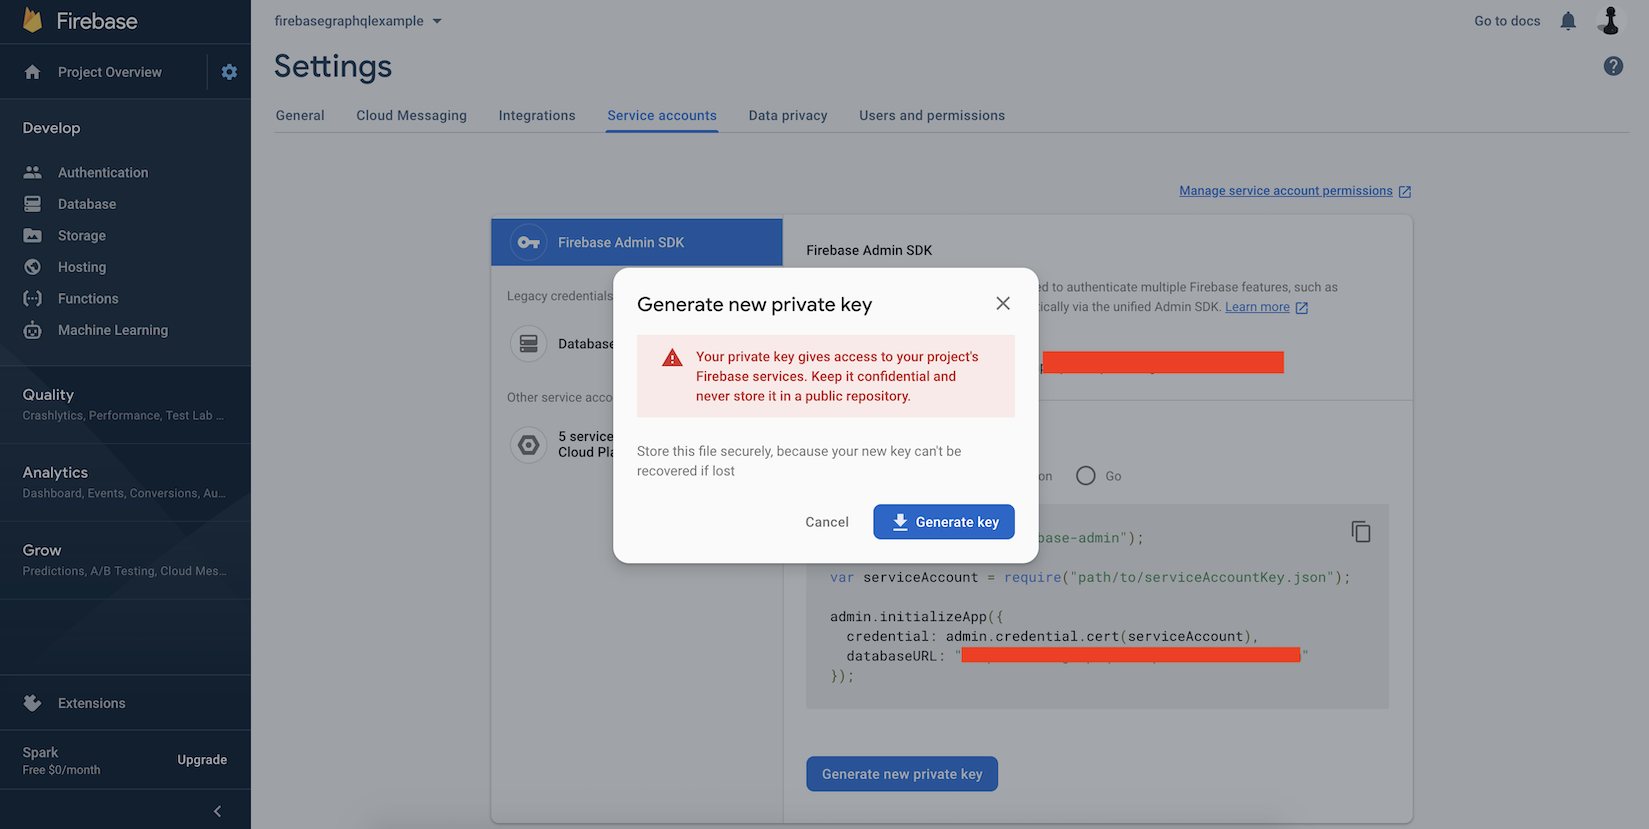 Firebase
Project Overview
Develop
Authentication
Database
Storage
Hosting
Functions
Machine Learning
Quality
Crashlytics, Performance, Test Lab ...
Analytics
Dashboard, Events, Conversions, Au...
Grow
Predictions, A/B Testing, Cloud Mes...
Extensions
Spark
Free $0/month
Upgrade
firebasegraphqlexample
Go to docs
Settings
General Cloud Messaging Integrations Service accounts Data privacy Users and permissions
Manage service account permissions
Firebase Admin SDK
Legacy credentials
Database
Other service acco
5 service
Cloud Pla
Firebase Admin SDK
ed to authenticate multiple Firebase features, such as
tically via the unified Admin SDK. Learn more
on
Go
base-admin");
var serviceAccount = require("path/to/serviceAccountKey.json");
admin.initializeApp({
credential: admin.credential.cert(serviceAccount),
databaseURL: " "
});
Generate new private key
Generate new private key
Your private key gives access to your project's
Firebase services. Keep it confidential and
never store it in a public repository.
Store this file securely, because your new key can't be
recovered if lost
Cancel
Generate key